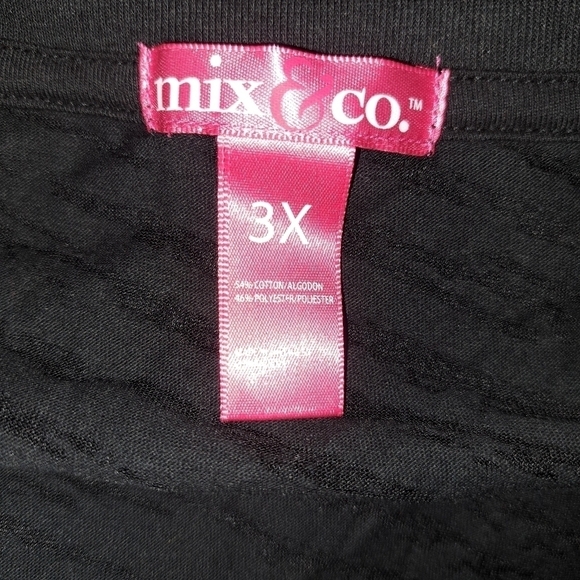 mix&co.™
3X
54% COTTON/ALGODON
46% POLYESTER/POLIESTER